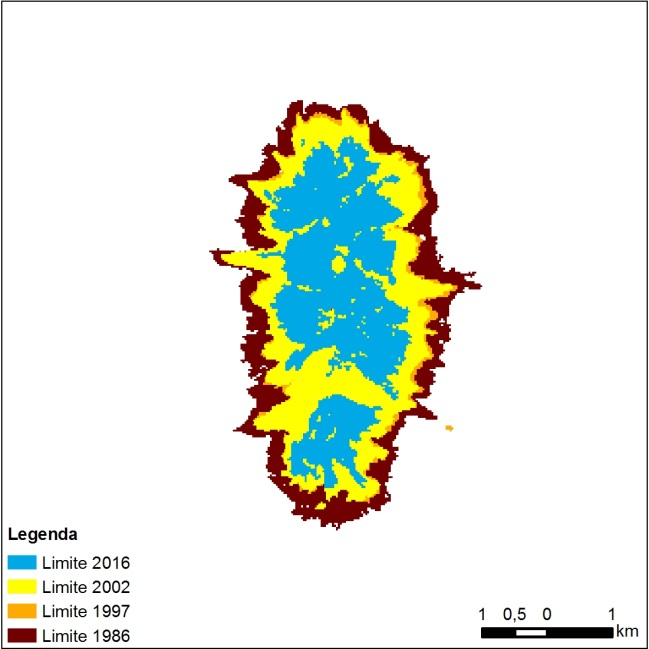 Legenda
Limite 2016
Limite 2002
Limite 1997
Limite 1986
1 0,5 0 1
km